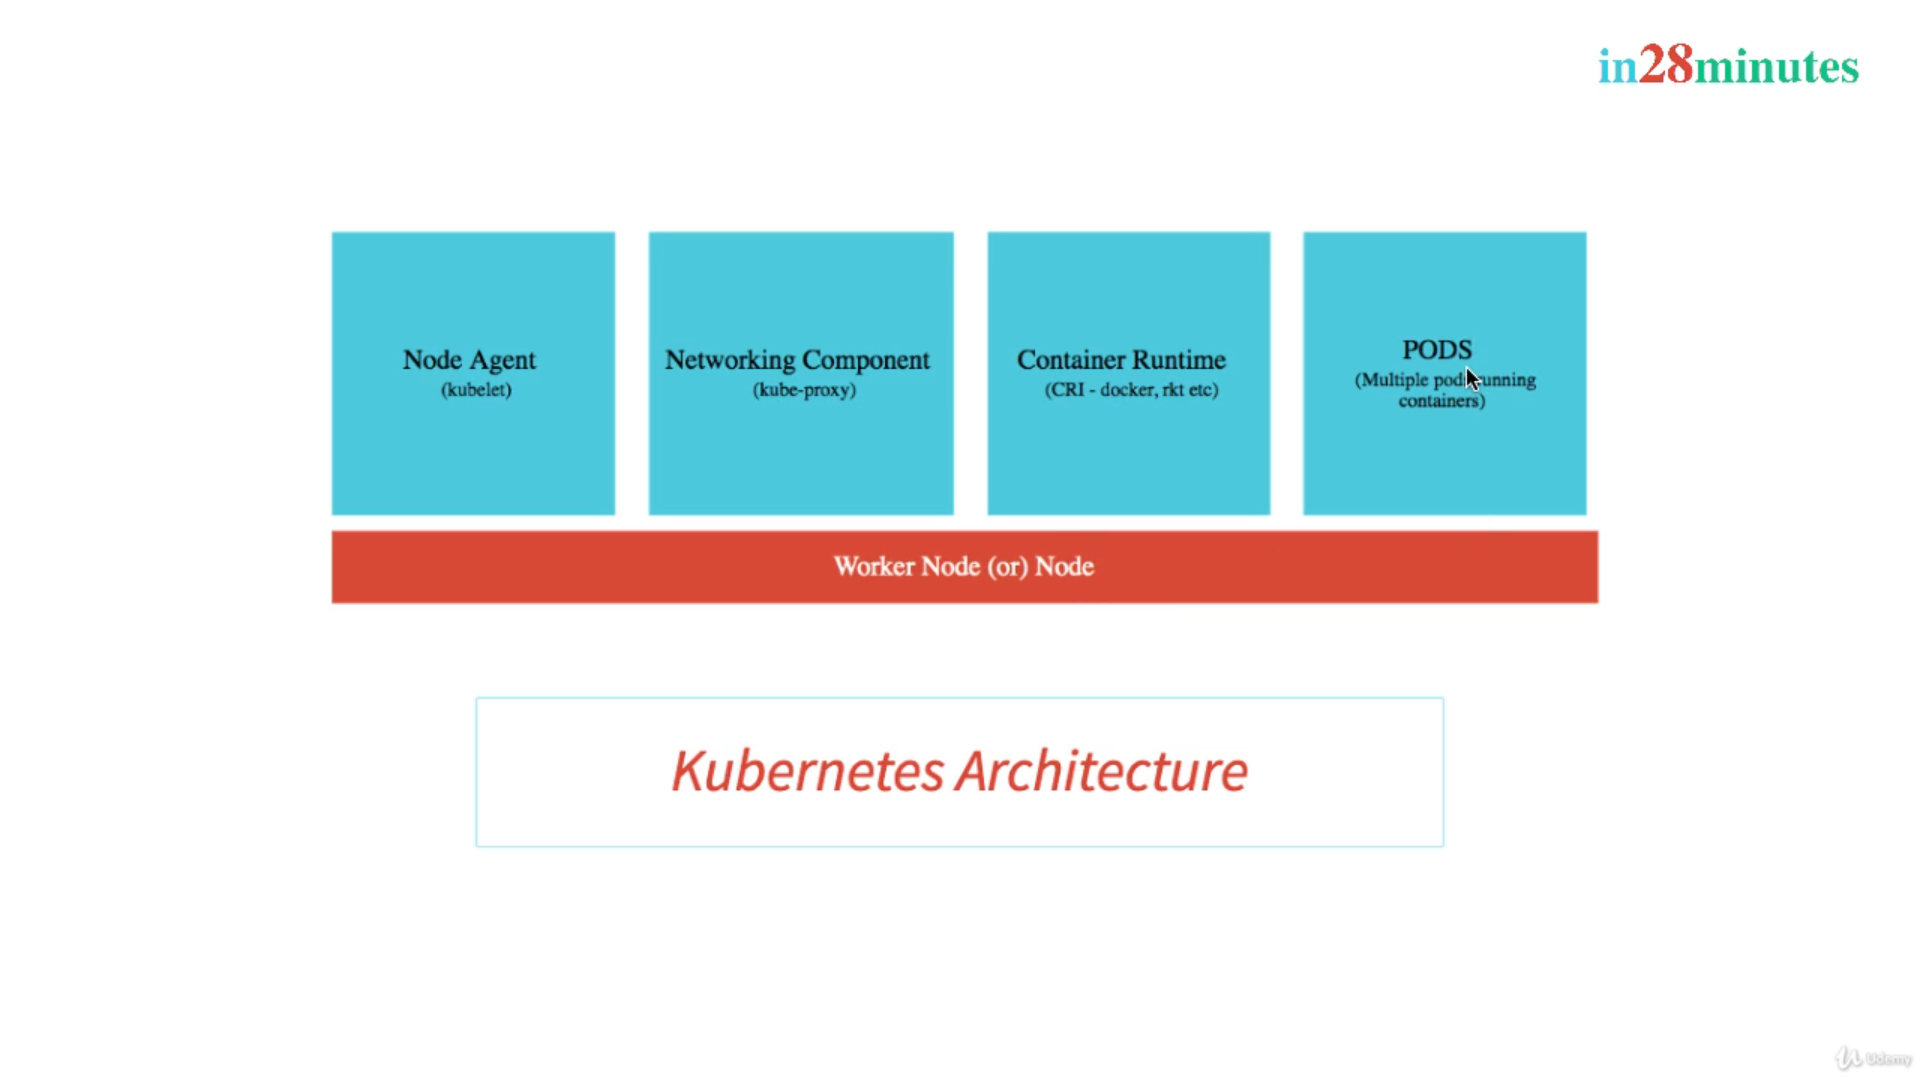 in28minutes
Node Agent
(kubelet)
Networking Component
(kube-proxy)
Container Runtime
(CRI - docker, rkt etc)
PODS
(Multiple pods running
containers)
Worker Node (or) Node
Kubernetes Architecture
Udemy